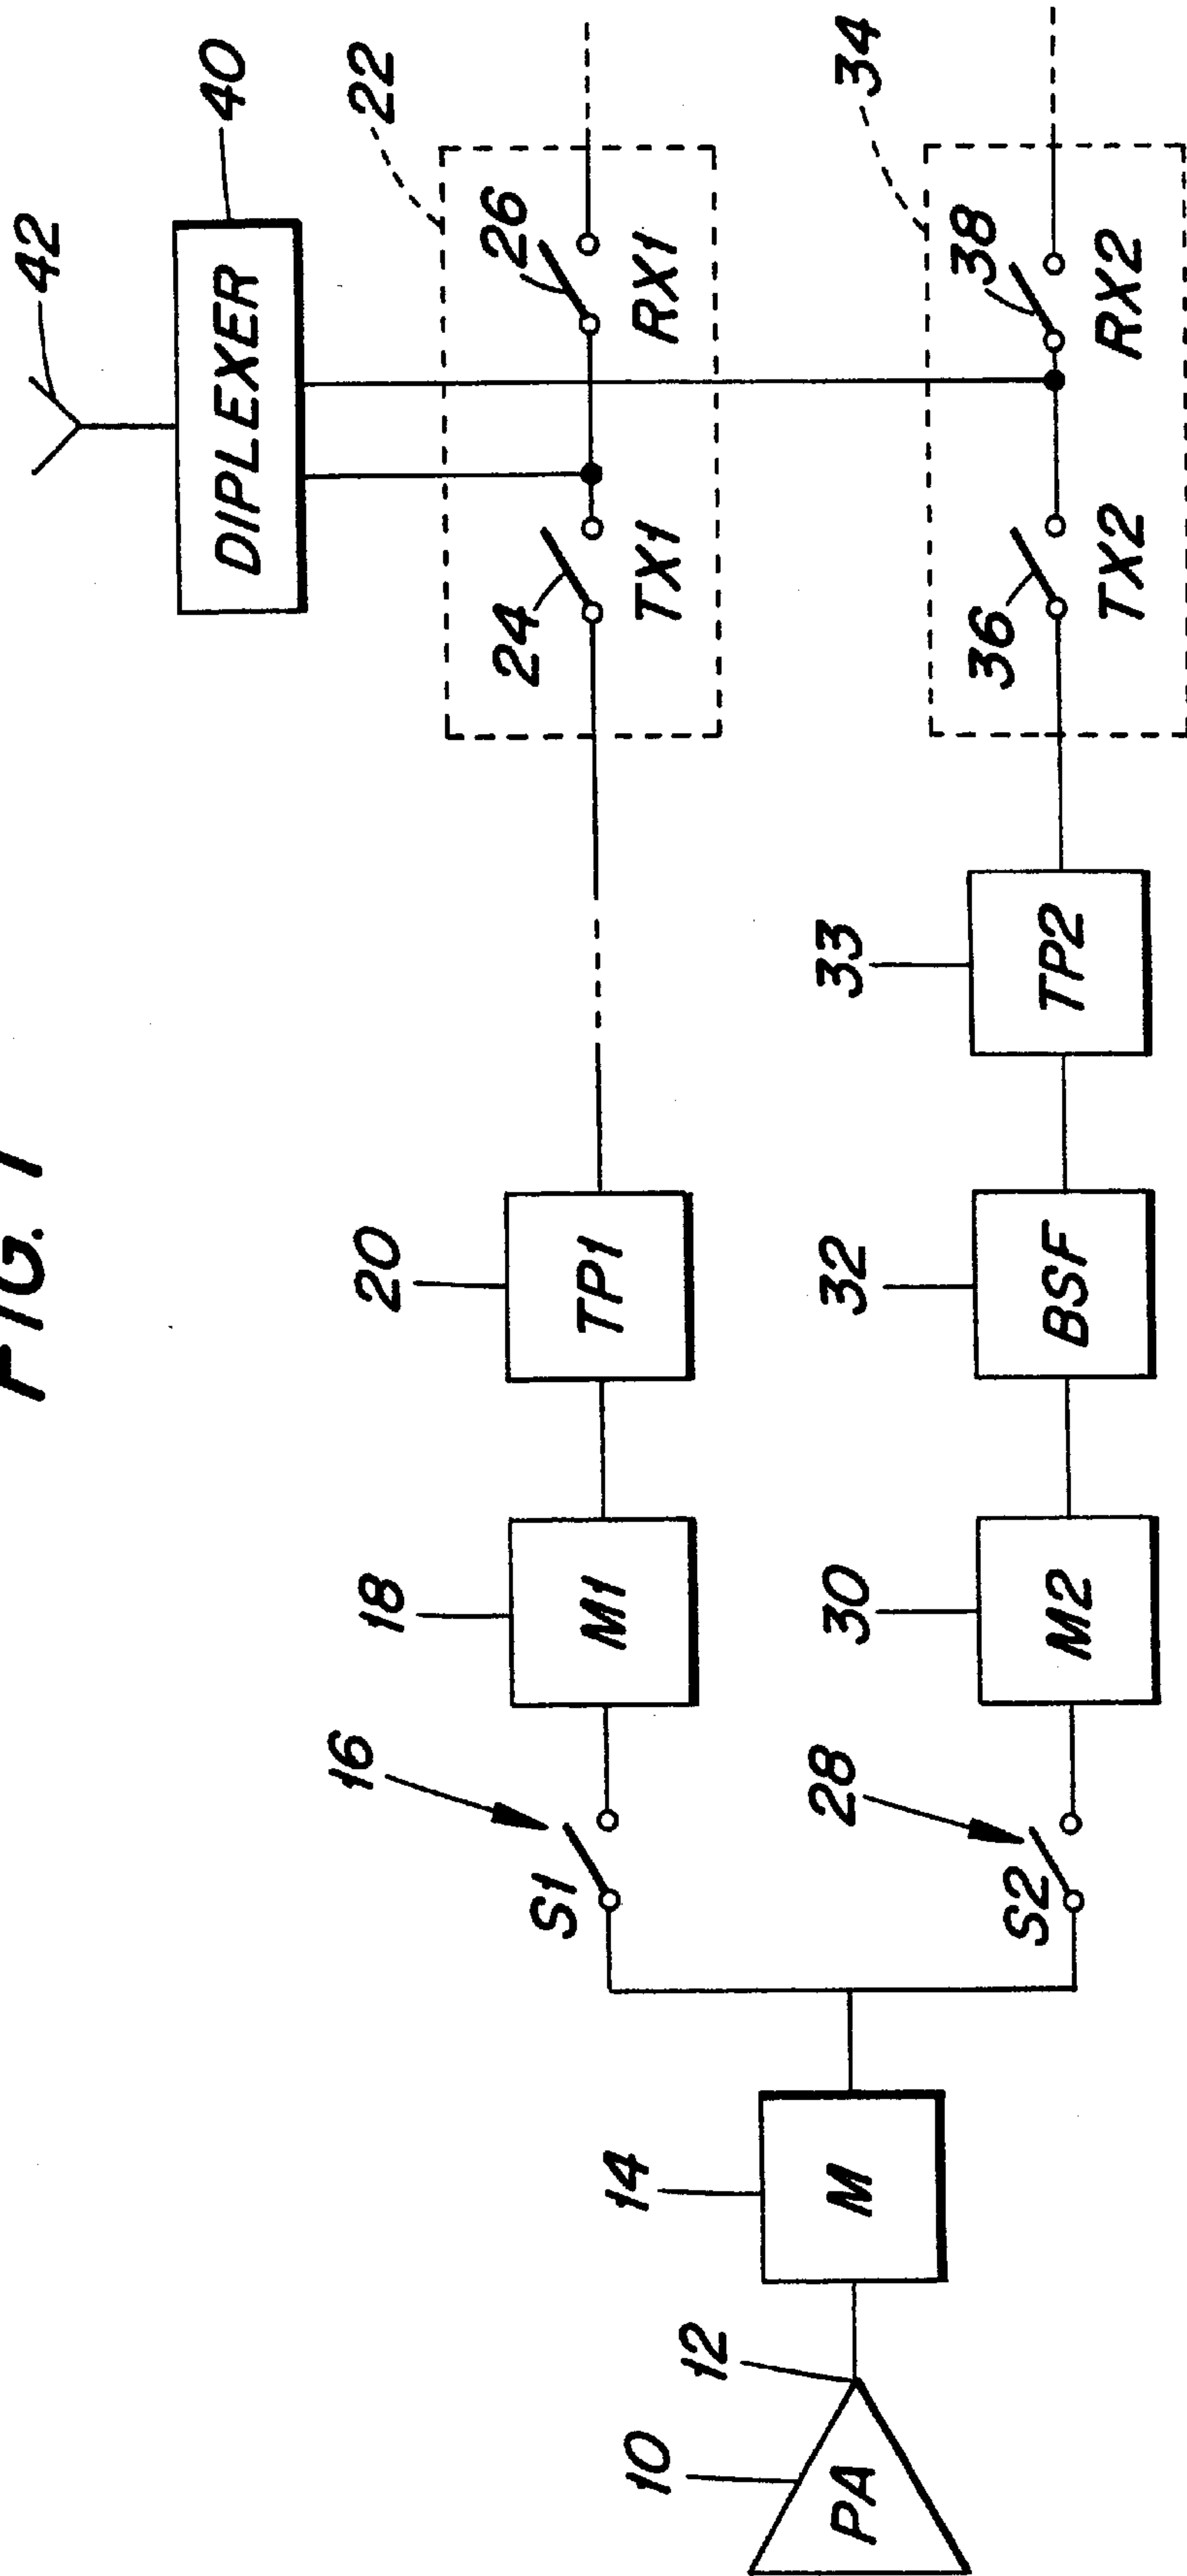 FIG. 1
42
40
DIPLEXER
22
24
26
TX1
RX1
34
16
18
20
S1
M1
TP1
36
38
TX2
RX2
10
12
14
PA
M
28
30
32
33
S2
M2
BSF
TP2